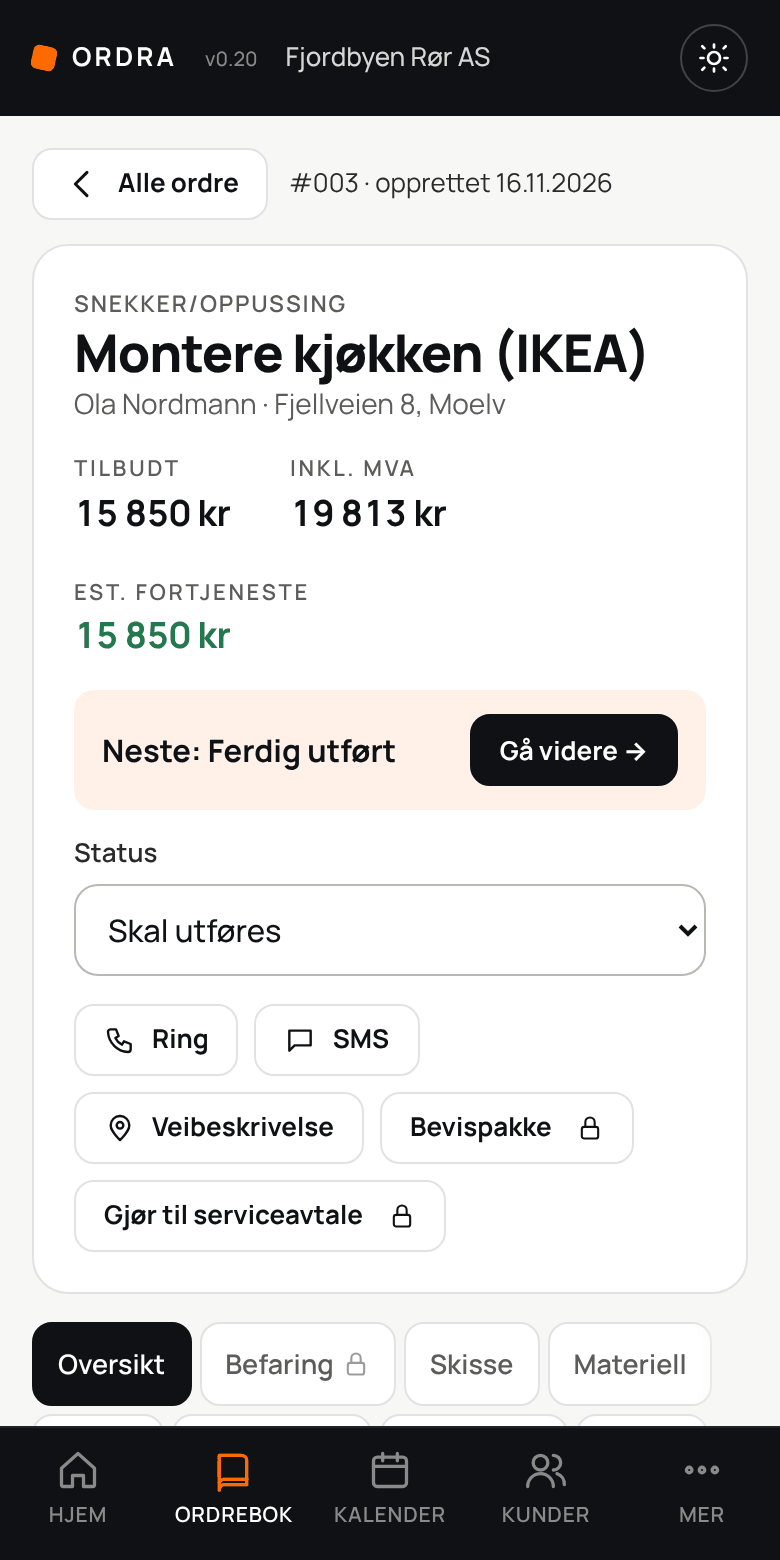 ORDRA v0.20 Fjordbyen Rør AS
Alle ordre #003 · opprettet 16.11.2026
SNEKKER/OPPUSSING
Montere kjøkken (IKEA)
Ola Nordmann · Fjellveien 8, Moelv
TILBUDT INKL. MVA
15 850 kr 19 813 kr
EST. FORTJENESTE
15 850 kr
Neste: Ferdig utført Gå videre →
Status
Skal utføres
Ring SMS
Veibeskrivelse Bevispakke
Gjør til serviceavtale
Oversikt Befaring Skisse Materiell
HJEM ORDREBOK KALENDER KUNDER MER